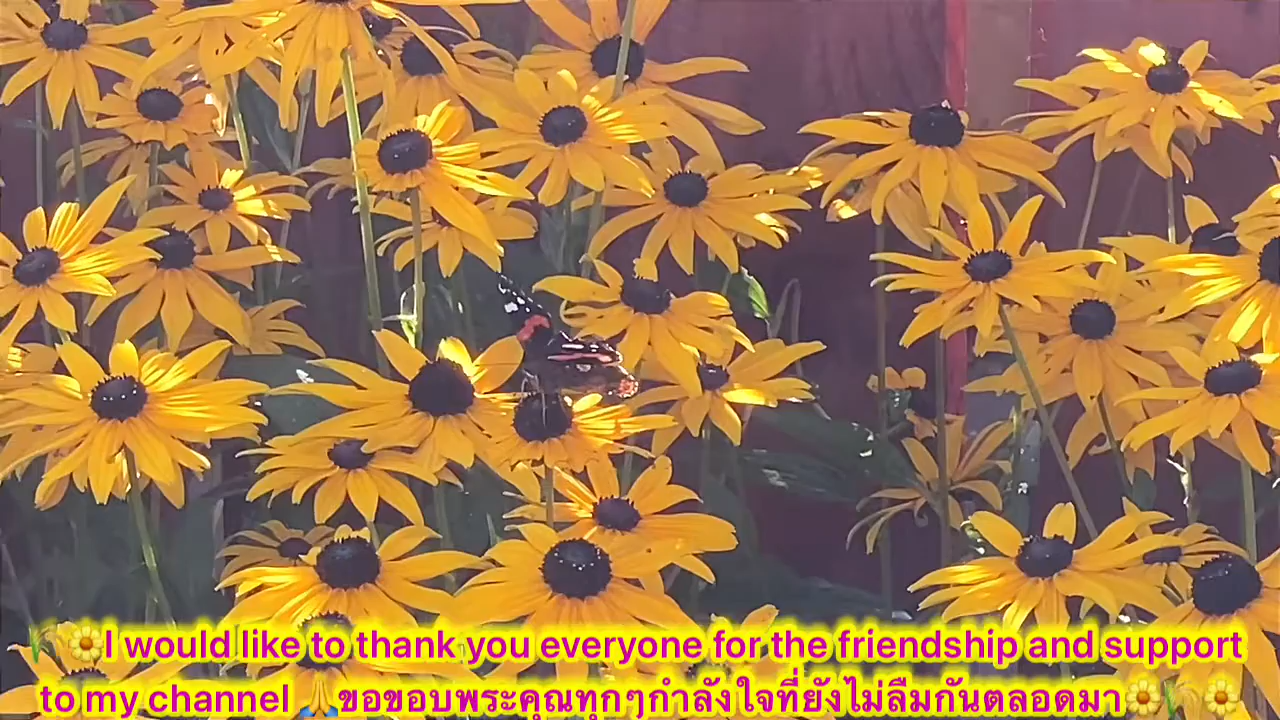 🌾🌼I would like to thank you everyone for the friendship and support
to my channel 🙏ขอขอบพระคุณทุกๆกำลังใจที่ยังไม่ลืมกันตลอดมา🌼🌾🌼